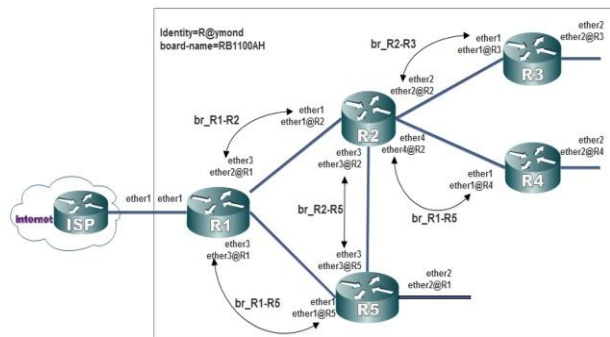 Identity=R@ymond
board-name=RB1100AH
br_R2-R3
ether1
ether1@R3
R3
ether2
ether2@R3
br_R1-R2
ether1
ether1@R2
R2
ether2
ether2@R2
ether3
ether2@R1
ether3
ether3@R2
ether4
ether4@R2
ether1
ether1@R4
R4
ether2
ether2@R4
internet
ISP
ether1
ether1
R1
br_R2-R5
br_R1-R5
ether3
ether3@R1
ether3
ether3@R5
br_R1-R5
ether1
ether1@R5
R5
ether2
ether2@R1